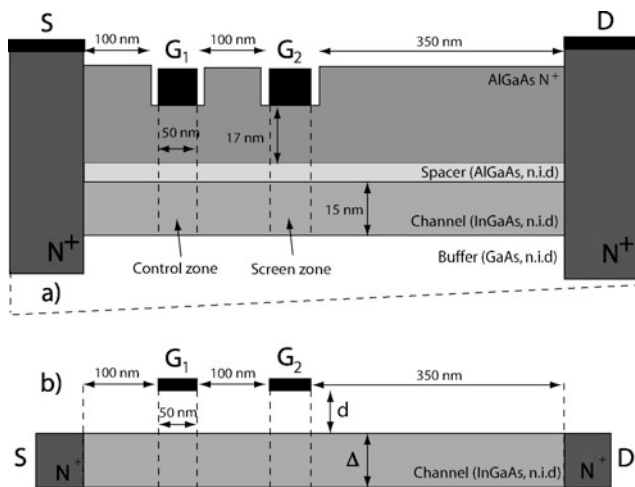 S
D
100 nm
G1
100 nm
G2
350 nm
AlGaAs N+
50 nm
17 nm
Spacer (AlGaAs, n.i.d)
15 nm
Channel (InGaAs, n.i.d)
N+
Control zone
Screen zone
Buffer (GaAs, n.i.d)
N+
a)
b)
100 nm
G1
100 nm
G2
350 nm
50 nm
d
S
N+
Δ
Channel (InGaAs, n.i.d)
N+
D